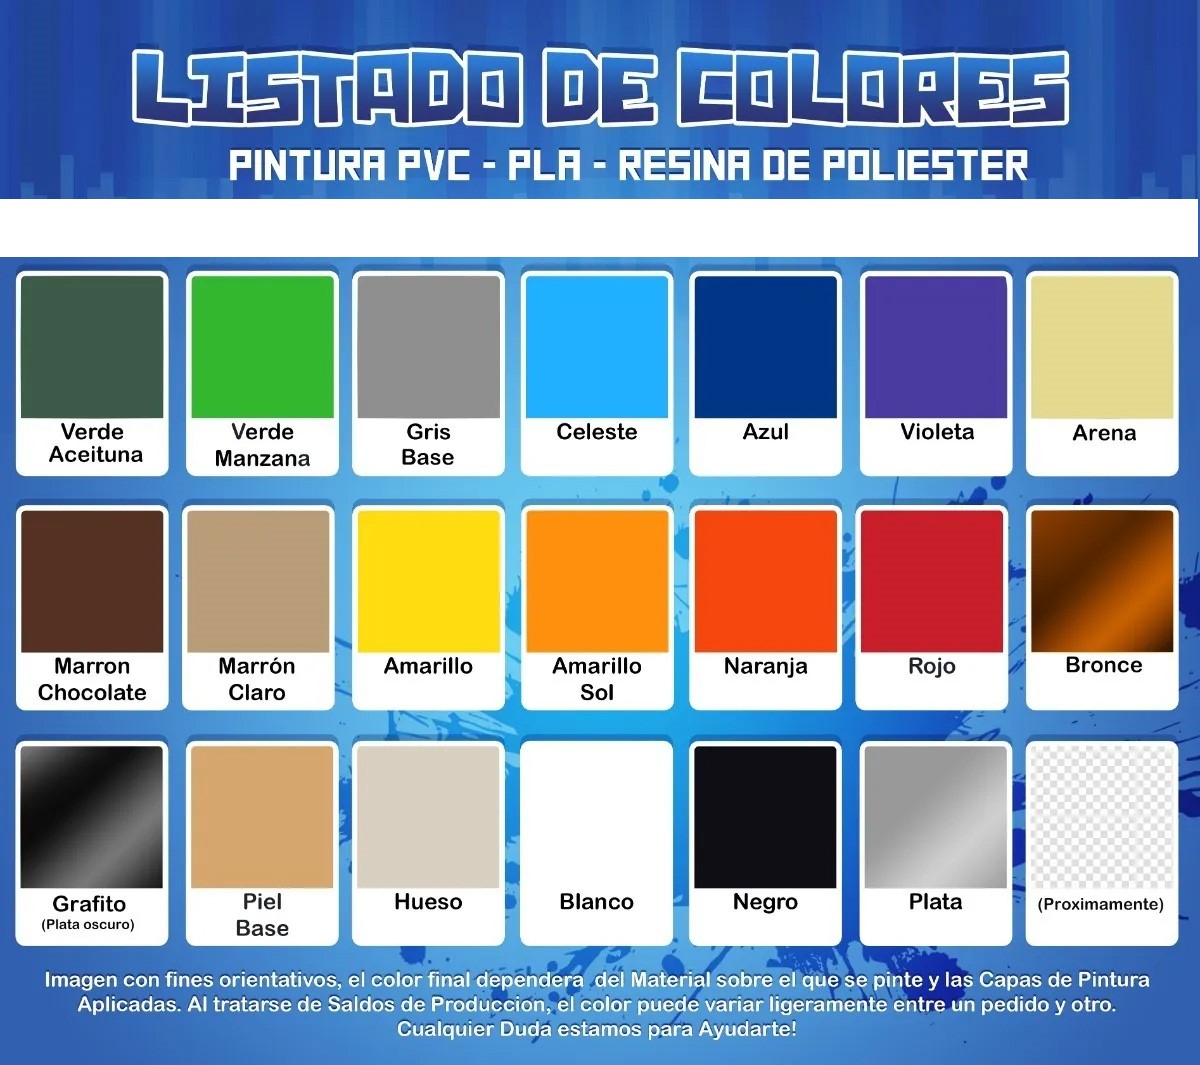 LISTADO DE COLORES
PINTURA PVC - PLA - RESINA DE POLIESTER
Verde
Aceituna
Verde
Manzana
Gris
Base
Celeste
Azul
Violeta
Arena
Marron
Chocolate
Marrón
Claro
Amarillo
Amarillo
Sol
Naranja
Rojo
Bronce
Grafito
(Plata oscuro)
Piel
Base
Hueso
Blanco
Negro
Plata
(Proximamente)
Imagen con fines orientativos, el color final dependera del Material sobre el que se pinte y las Capas de Pintura
Aplicadas. Al tratarse de Saldos de Produccion, el color puede variar ligeramente entre un pedido y otro.
Cualquier Duda estamos para Ayudarte!